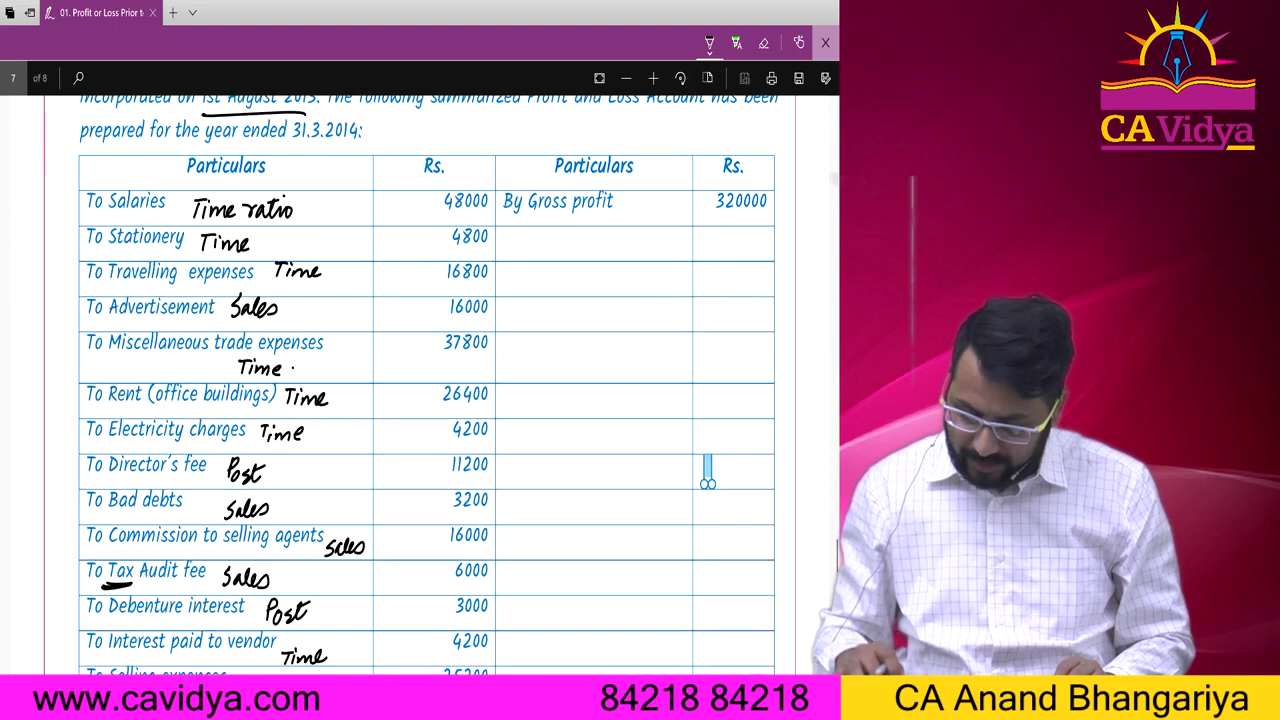 01. Profit or Loss Prior t
7 of 8
incorporated on 1st August 2013. The following summarized Profit and Loss Account has been
prepared for the year ended 31.3.2014:
Particulars Rs. Particulars Rs.
To Salaries Time ratio 48000 By Gross profit 320000
To Stationery Time 4800
To Travelling expenses Time 16800
To Advertisement Sales 16000
To Miscellaneous trade expenses 37800
Time
To Rent (office buildings) Time 26400
To Electricity charges Time 4200
To Director's fee Post 11200
To Bad debts Sales 3200
To Commission to selling agents Sales 16000
To Tax Audit fee Sales 6000
To Debenture interest Post 3000
To Interest paid to vendor Time 4200
To Selling expenses 25200
CA Vidya
www.cavidya.com 84218 84218 CA Anand Bhangariya